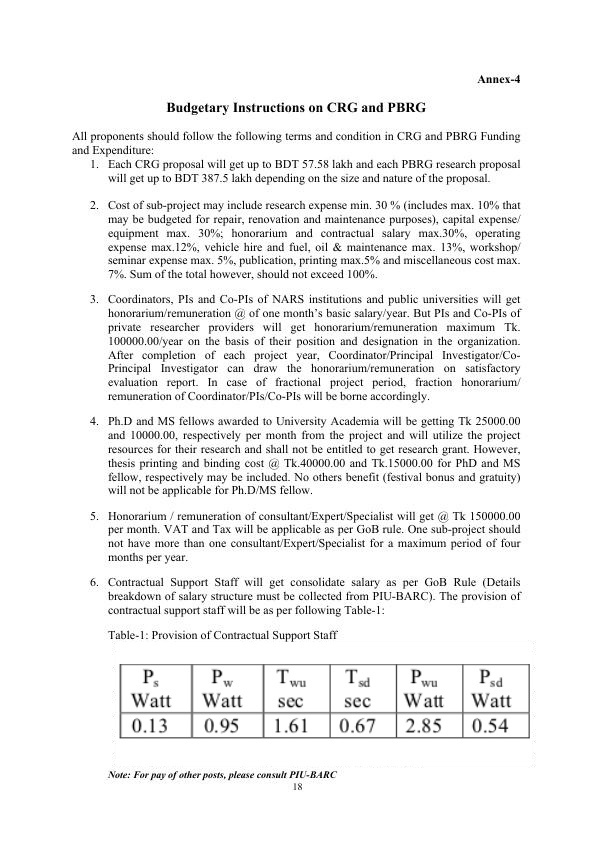 Annex-4
Budgetary Instructions on CRG and PBRG
All proponents should follow the following terms and condition in CRG and PBRG Funding
and Expenditure:
1. Each CRG proposal will get up to BDT 57.58 lakh and each PBRG research proposal
will get up to BDT 387.5 lakh depending on the size and nature of the proposal.
2. Cost of sub-project may include research expense min. 30 % (includes max. 10% that
may be budgeted for repair, renovation and maintenance purposes), capital expense/
equipment max. 30%; honorium and contractual salary max.30%, operating
expense max.12%, vehicle hire and fuel, oil & maintenance max. 13%, workshop/
seminar expense max. 5%, publication, printing max.5% and miscellaneous cost max.
7%. Sum of the total however, should not exceed 100%.
3. Coordinators, PIs and Co-PIs of NARS institutions and public universities will get
honorarium/remuneration @ of one month’s basic salary/year. But PIs and Co-PIs of
private researcher providers will get honorarium/remuneration maximum Tk.
100000.00/year on the basis of their position and designation in the organization.
After completion of each project year, Coordinator/Principal Investigator/Co-
Principal Investigator can draw the honorarium/remuneration on satisfactory
evaluation report. In case of fractional project period, fraction honorarium/
remuneration of Coordinator/PIs/Co-PIs will be borne accordingly.
4. Ph.D and MS fellows awarded to University Academia will be getting Tk 25000.00
and 10000.00, respectively per month from the project and will utilize the project
resources for their research and shall not be entitled to get research grant. However,
thesis printing and binding cost @ Tk.40000.00 and Tk.15000.00 for PhD and MS
fellow, respectively may be included. No others benefit (festival bonus and gratuity)
will not be applicable for Ph.D/MS fellow.
5. Honorarium / remuneration of consultant/Expert/Specialist will get @ Tk 150000.00
per month. VAT and Tax will be applicable as per GoB rule. One sub-project should
not have more than one consultant/Expert/Specialist for a maximum period of four
months per year.
6. Contractual Support Staff will get consolidate salary as per GoB Rule (Details
breakdown of salary structure must be collected from PIU-BARC). The provision of
contractual support staff will be as per following Table-1:
Table-1: Provision of Contractual Support Staff
Ps Pw Twu Tsd Pwu Psd
Watt Watt sec sec Watt Watt
0.13 0.95 1.61 0.67 2.85 0.54
Note: For pay of other posts, please consult PIU-BARC
18